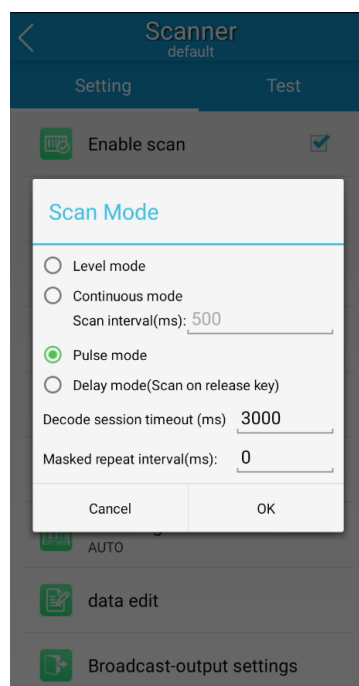 Scanner
default
Setting Test
Enable scan
Scan Mode
Level mode
Continuous mode
Scan interval(ms): 500
Pulse mode
Delay mode(Scan on release key)
Decode session timeout (ms) 3000
Masked repeat interval(ms): 0
Cancel OK
AUTO
data edit
Broadcast-output settings